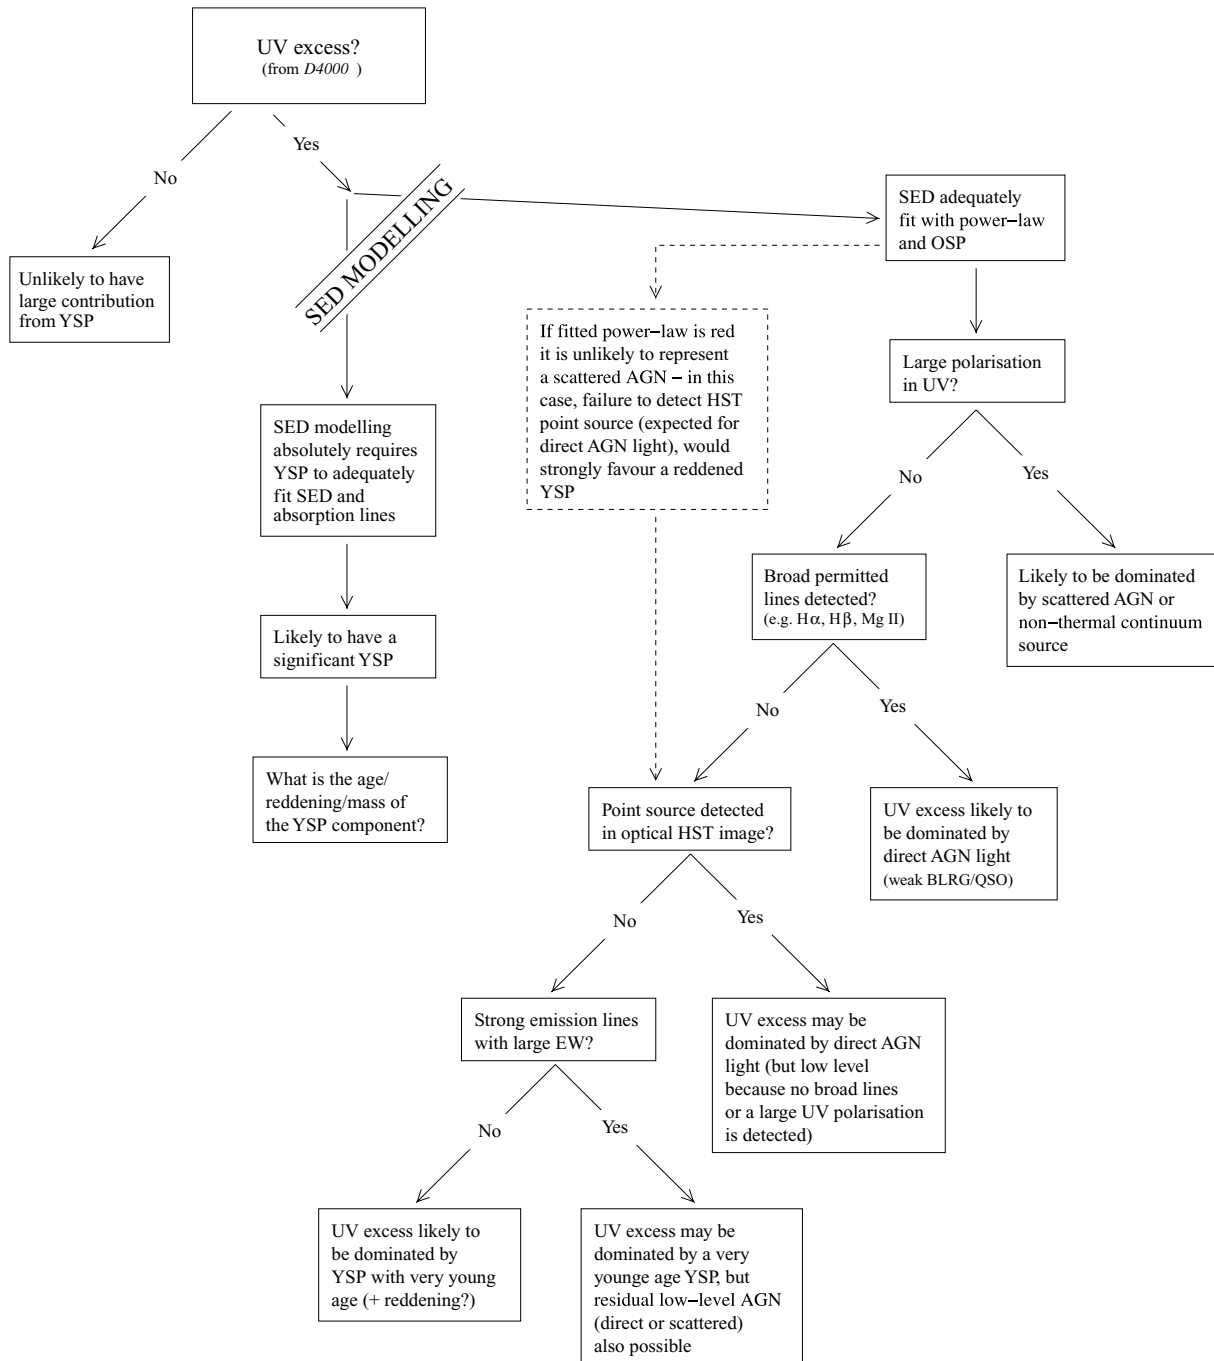 UV excess?
(from D4000 )
Yes
No
SED MODELLING
SED adequately
fit with power−law
and OSP
Unlikely to have
large contribution
from YSP
If fitted power−law is red
it is unlikely to represent
a scattered AGN − in this
case, failure to detect HST
point source (expected for
direct AGN light), would
strongly favour a reddened
YSP
Large polarisation
in UV?
SED modelling
absolutely requires
YSP to adequately
fit SED and
absorption lines
No
Yes
Broad permitted
lines detected?
(e.g. Hα, Hβ, Mg II)
Likely to be dominated
by scattered AGN or
non−thermal continuum
source
Likely to have a
significant YSP
No
Yes
What is the age/
reddening/mass of
the YSP component?
Point source detected
in optical HST image?
UV excess likely to
be dominated by
direct AGN light
(weak BLRG/QSO)
No
Yes
Strong emission lines
with large EW?
UV excess may be
dominated by direct AGN
light (but low level
because no broad lines
or a large UV polarisation
is detected)
No
Yes
UV excess likely to
be dominated by
YSP with very young
age (+ reddening?)
UV excess may be
dominated by a very
younge age YSP, but
residual low−level AGN
(direct or scattered)
also possible